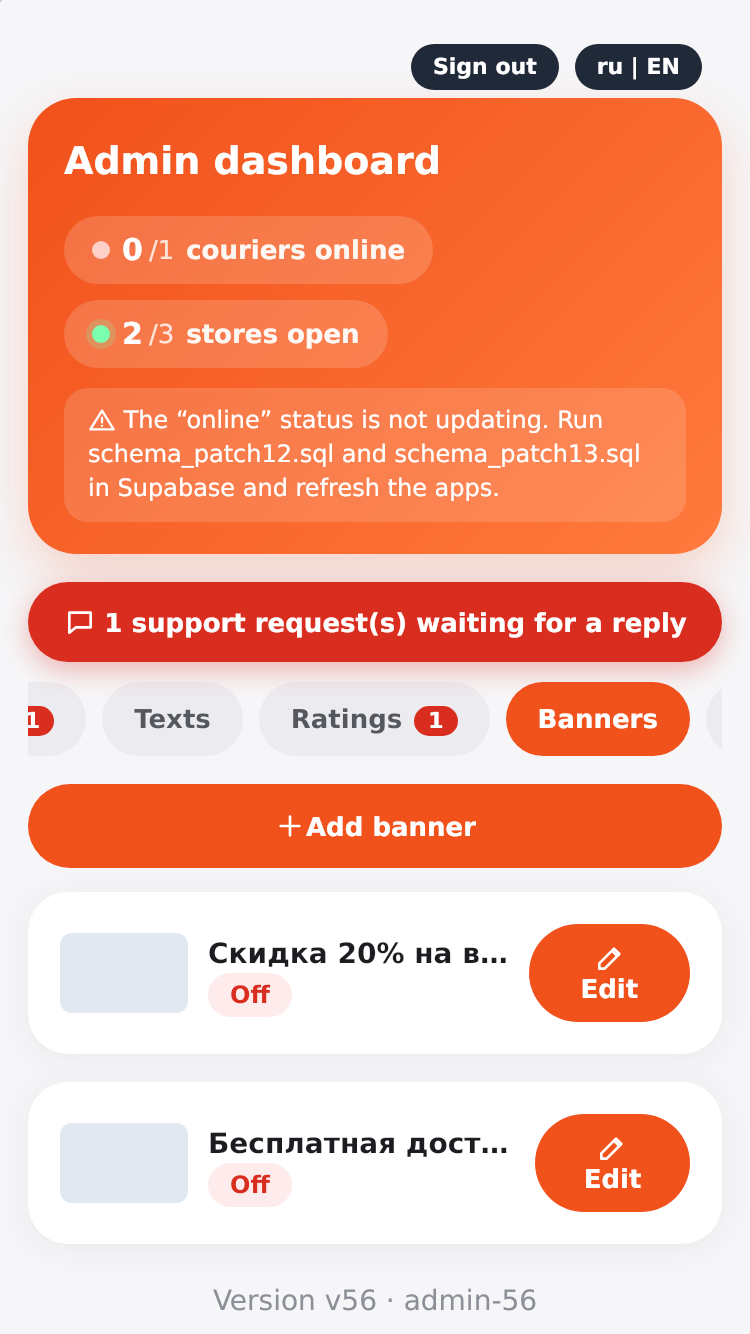 Sign out
ru | EN
Admin dashboard
0 /1 couriers online
2 /3 stores open
The “online” status is not updating. Run
schema_patch12.sql and schema_patch13.sql
in Supabase and refresh the apps.
1 support request(s) waiting for a reply
1
Texts
Ratings 1
Banners
+ Add banner
Скидка 20% на в...
Off
Edit
Бесплатная дост...
Off
Edit
Version v56 · admin-56